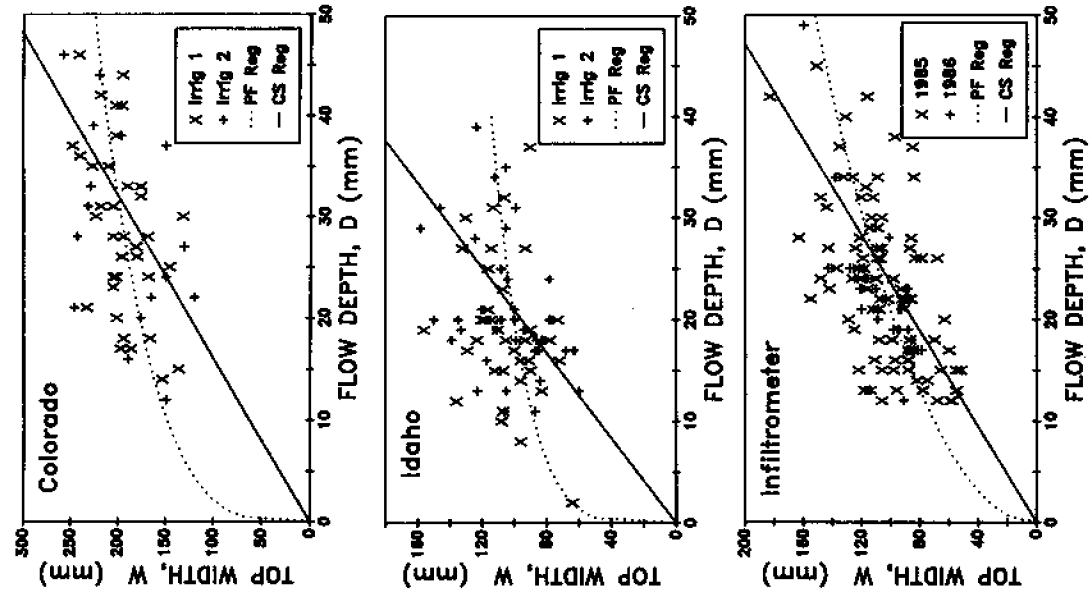 Colorado
TOP WIDTH, W (mm)
300
250
200
150
100
50
0
0
10
20
30
40
50
FLOW DEPTH, D (mm)
X Irrig 1
+ Irrig 2
····· PF Reg
— CS Reg
Idaho
TOP WIDTH, W (mm)
160
120
80
40
0
0
10
20
30
40
50
FLOW DEPTH, D (mm)
X Irrig 1
+ Irrig 2
····· PF Reg
— CS Reg
Infiltrometer
TOP WIDTH, W (mm)
200
160
120
80
40
0
0
10
20
30
40
50
FLOW DEPTH, D (mm)
X 1985
+ 1986
····· PF Reg
— CS Reg